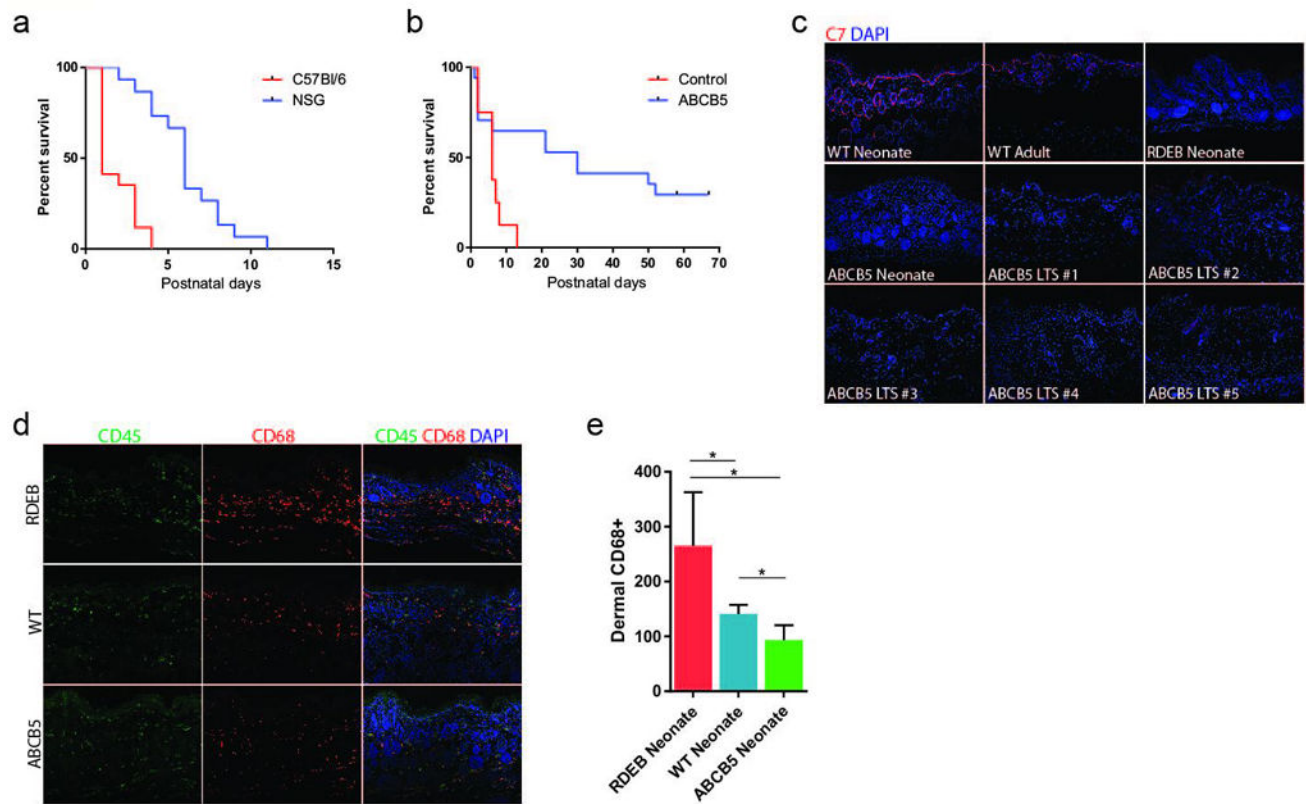 a
C57Bl/6
NSG
Percent survival
100
50
0
0 5 10 15
Postnatal days
b
Control
ABCB5
Percent survival
100
50
0
0 10 20 30 40 50 60 70
Postnatal days
c
C7 DAPI
WT Neonate
WT Adult
RDEB Neonate
ABCB5 Neonate
ABCB5 LTS #1
ABCB5 LTS #2
ABCB5 LTS #3
ABCB5 LTS #4
ABCB5 LTS #5
d
CD45
CD68
CD45 CD68 DAPI
RDEB
WT
ABCB5
e
Dermal CD68+
400
300
200
100
0
*
*
*
RDEB Neonate
WT Neonate
ABCB5 Neonate